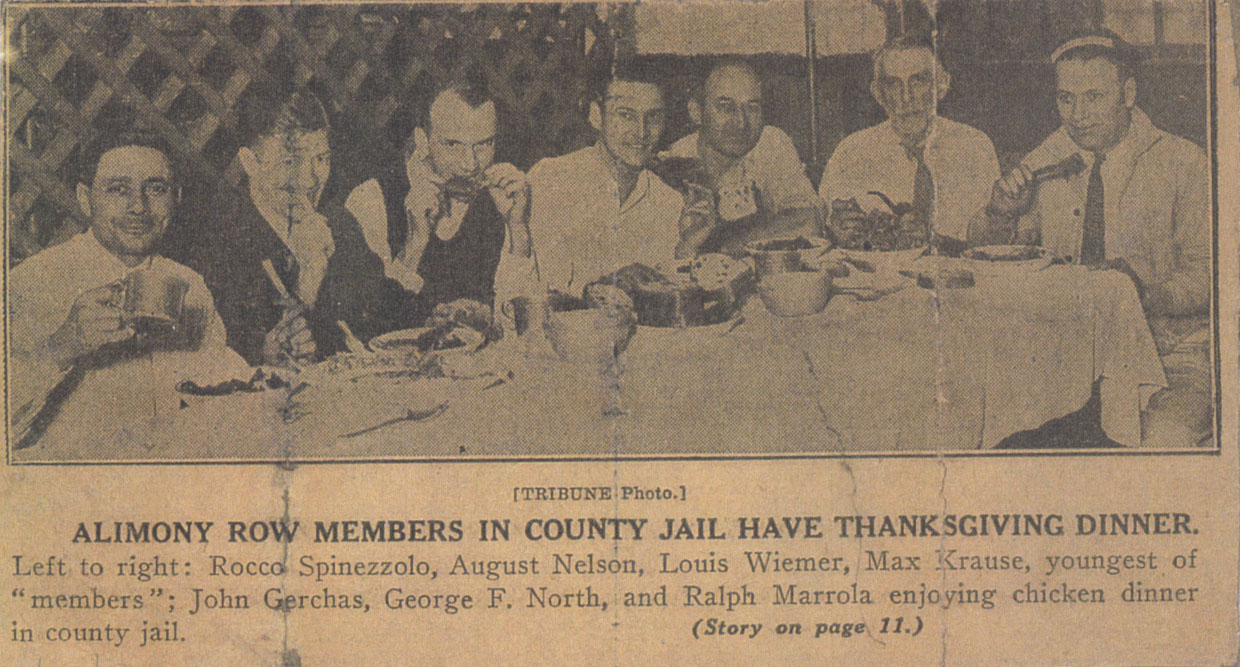 [TRIBUNE Photo.]
ALIMONY ROW MEMBERS IN COUNTY JAIL HAVE THANKSGIVING DINNER.
Left to right: Rocco Spinezzolo, August Nelson, Louis Wiemer, Max Krause, youngest of
"members"; John Gerchas, George F. North, and Ralph Marrola enjoying chicken dinner
in county jail. (Story on page 11.)